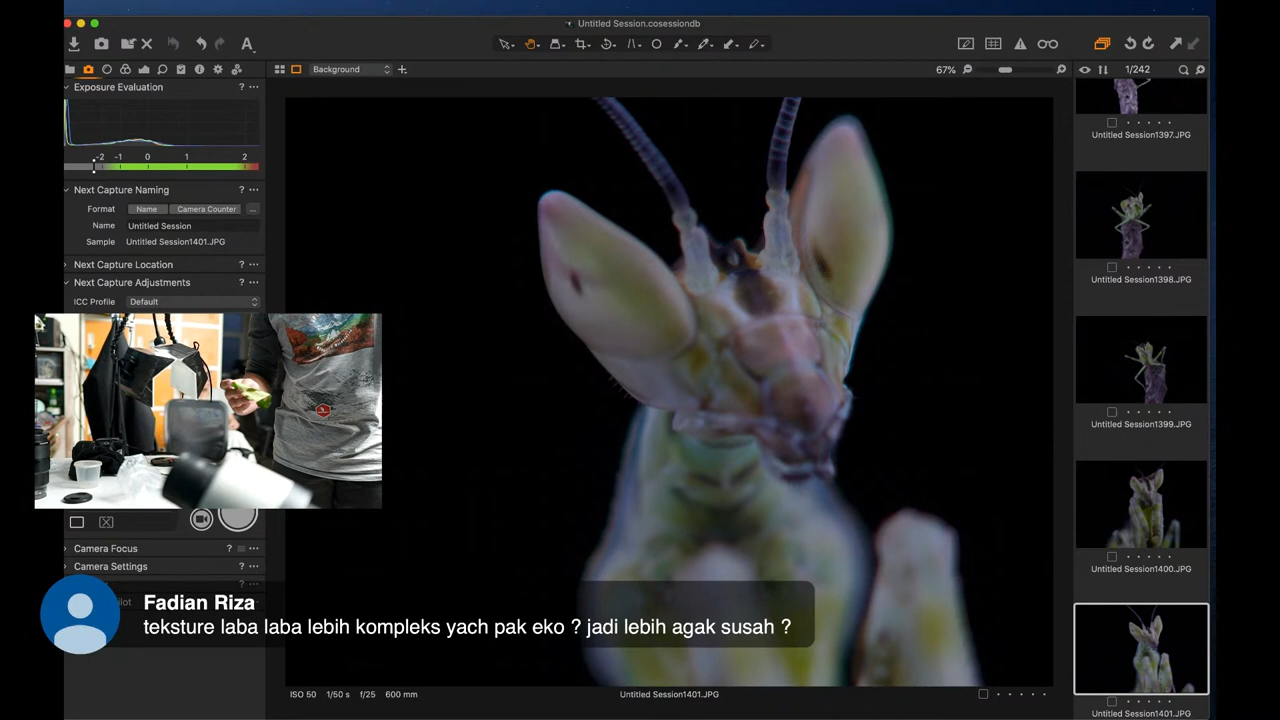 Untitled Session.cosessiondb
A
Background
67%
1/242
Exposure Evaluation
? ...
-2 -1 0 1 2
Next Capture Naming
? ...
Format Name Camera Counter ...
Name Untitled Session
Sample Untitled Session1401.JPG
Next Capture Location
? ...
Next Capture Adjustments
? ...
ICC Profile Default
Camera Focus
? ...
Camera Settings
? ...
? ...
Fadian Riza
teksture laba laba lebih kompleks yach pak eko ? jadi lebih agak susah ?
ISO 50 1/50 s f/25 600 mm
Untitled Session1401.JPG
Untitled Session1397.JPG
Untitled Session1398.JPG
Untitled Session1399.JPG
Untitled Session1400.JPG
Untitled Session1401.JPG